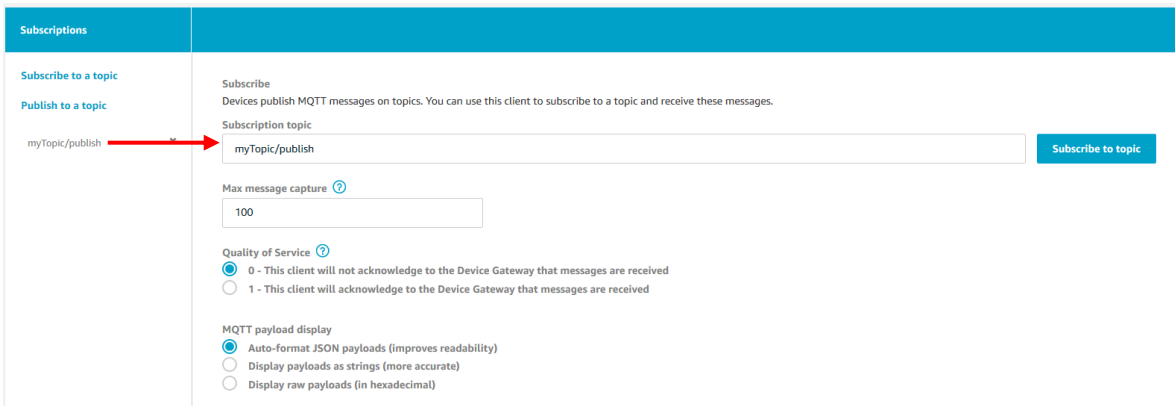 Subscriptions
Subscribe to a topic
Publish to a topic
myTopic/publish
Subscribe
Devices publish MQTT messages on topics. You can use this client to subscribe to a topic and receive these messages.
Subscription topic
myTopic/publish
Subscribe to topic
Max message capture ?
100
Quality of Service ?
0 - This client will not acknowledge to the Device Gateway that messages are received
1 - This client will acknowledge to the Device Gateway that messages are received
MQTT payload display
Auto-format JSON payloads (improves readability)
Display payloads as strings (more accurate)
Display raw payloads (in hexadecimal)